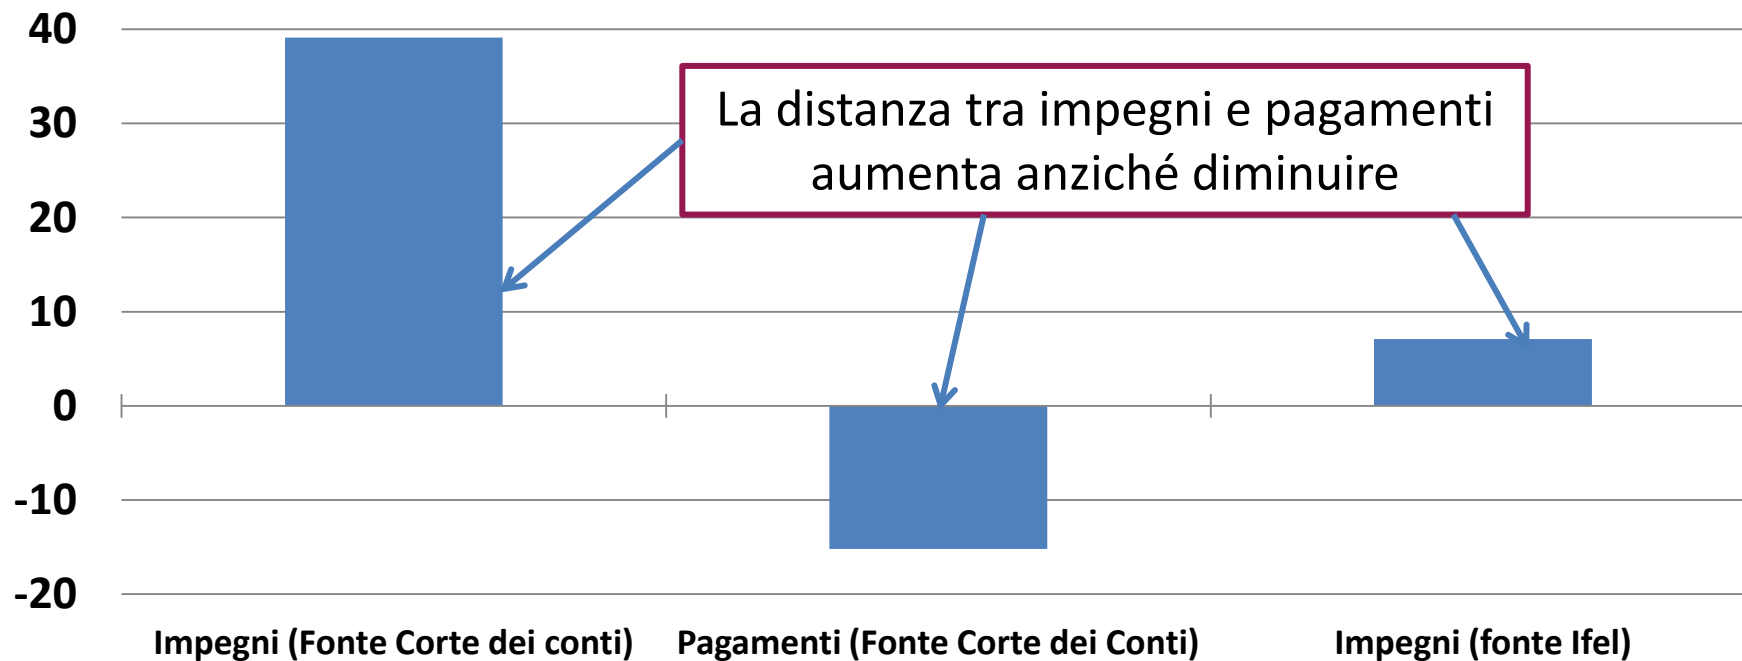 40
30
20
10
0
-10
-20
La distanza tra impegni e pagamenti
aumenta anziché diminuire
Impegni (Fonte Corte dei conti)
Pagamenti (Fonte Corte dei Conti)
Impegni (fonte Ifel)